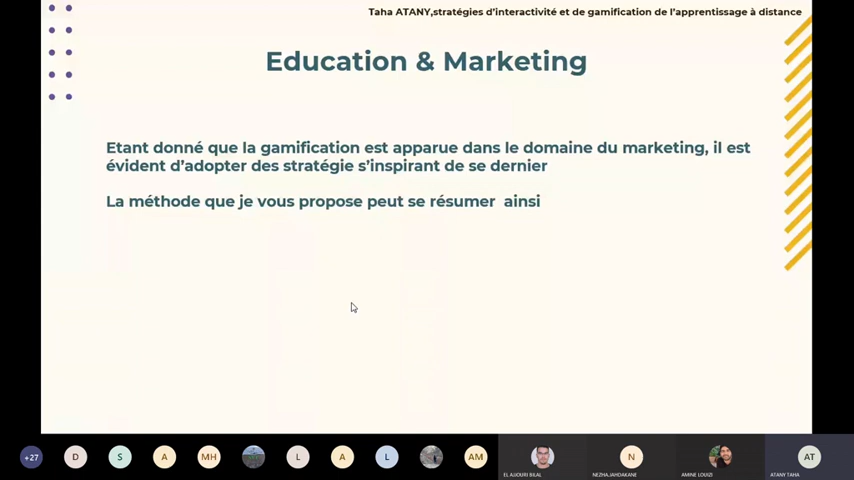 Taha ATANY,stratégies d'interactivité et de gamification de l'apprentissage à distance
Education & Marketing
Etant donné que la gamification est apparue dans le domaine du marketing, il est
évident d'adopter des stratégie s'inspirant de se dernier
La méthode que je vous propose peut se résumer  ainsi
+27
D
S
A
MH
L
A
L
AM
N
AT
EL AJOURI BILAL
NEZHA JAHDAKANE
AMINE LOUIZI
ATANY TAHA